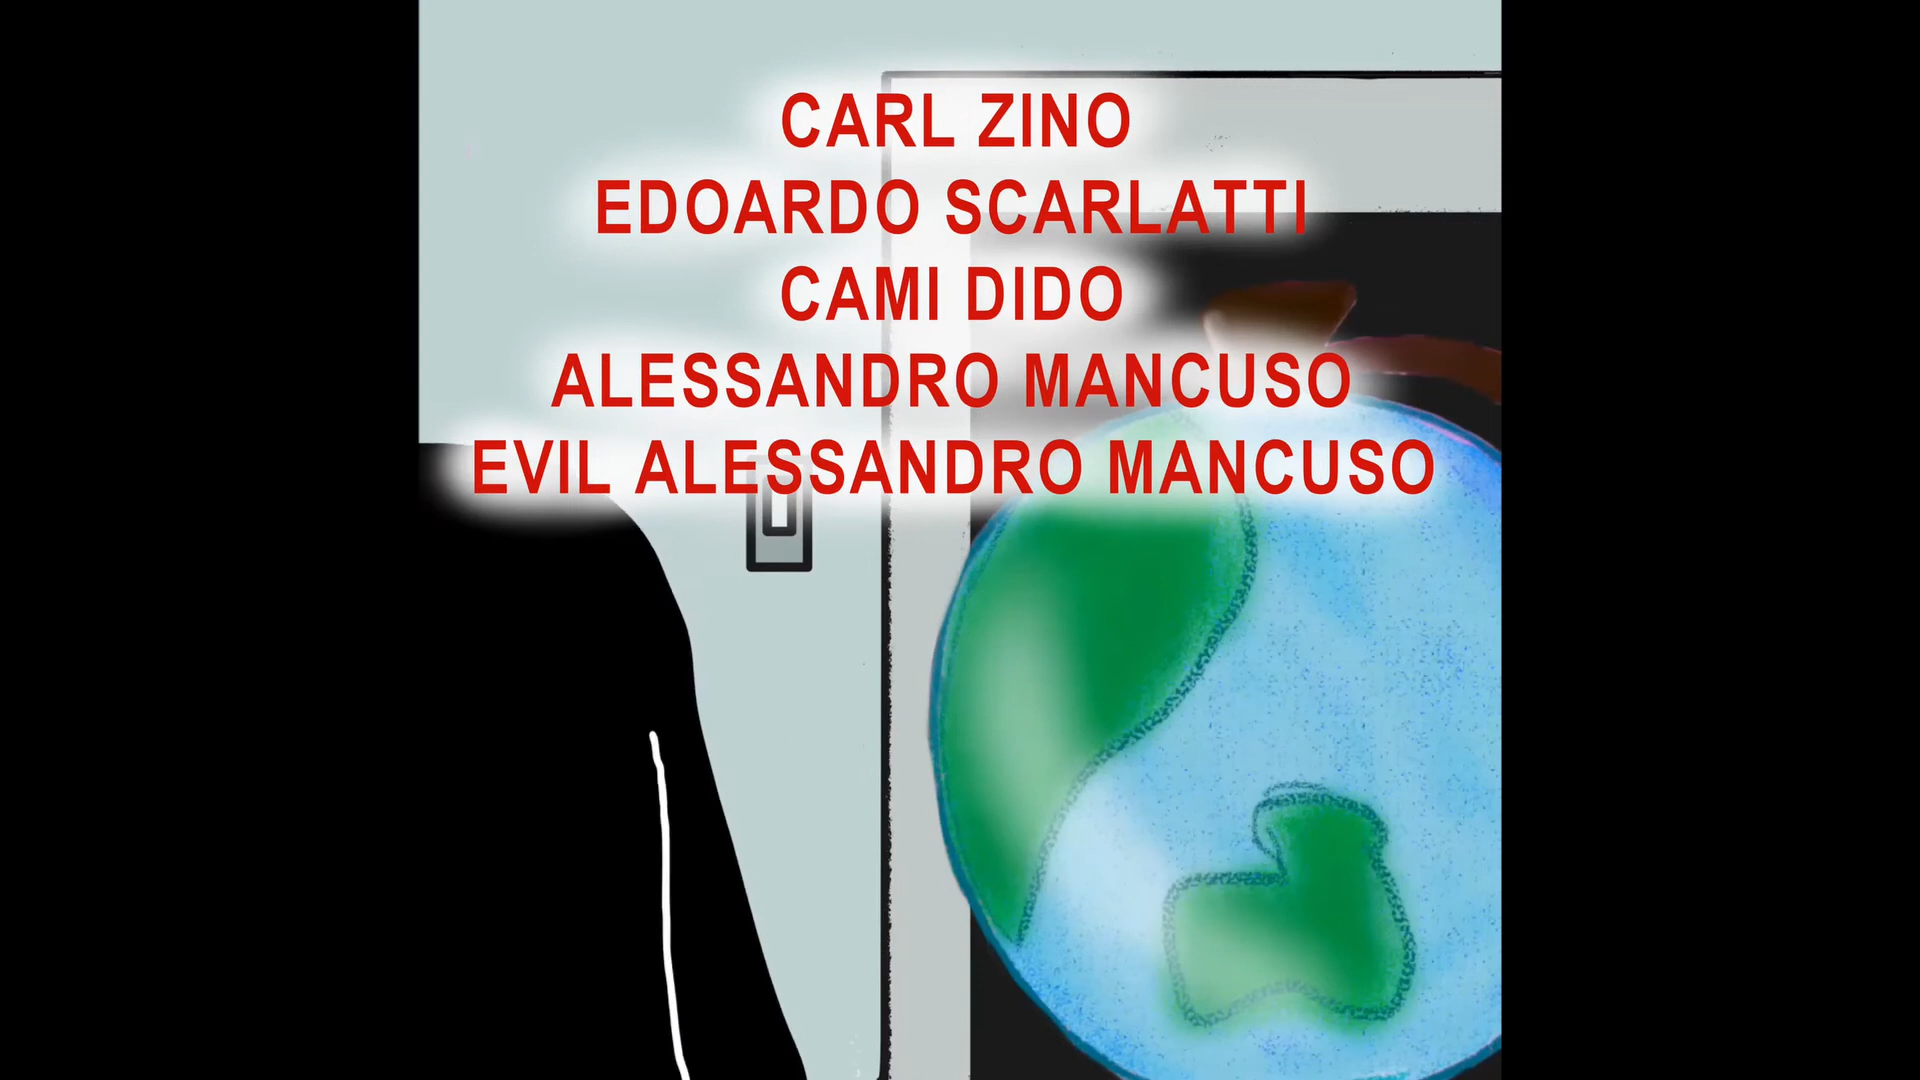 CARL ZINO
EDOARDO SCARLATTI
CAMI DIDO
ALESSANDRO MANCUSO
EVIL ALESSANDRO MANCUSO